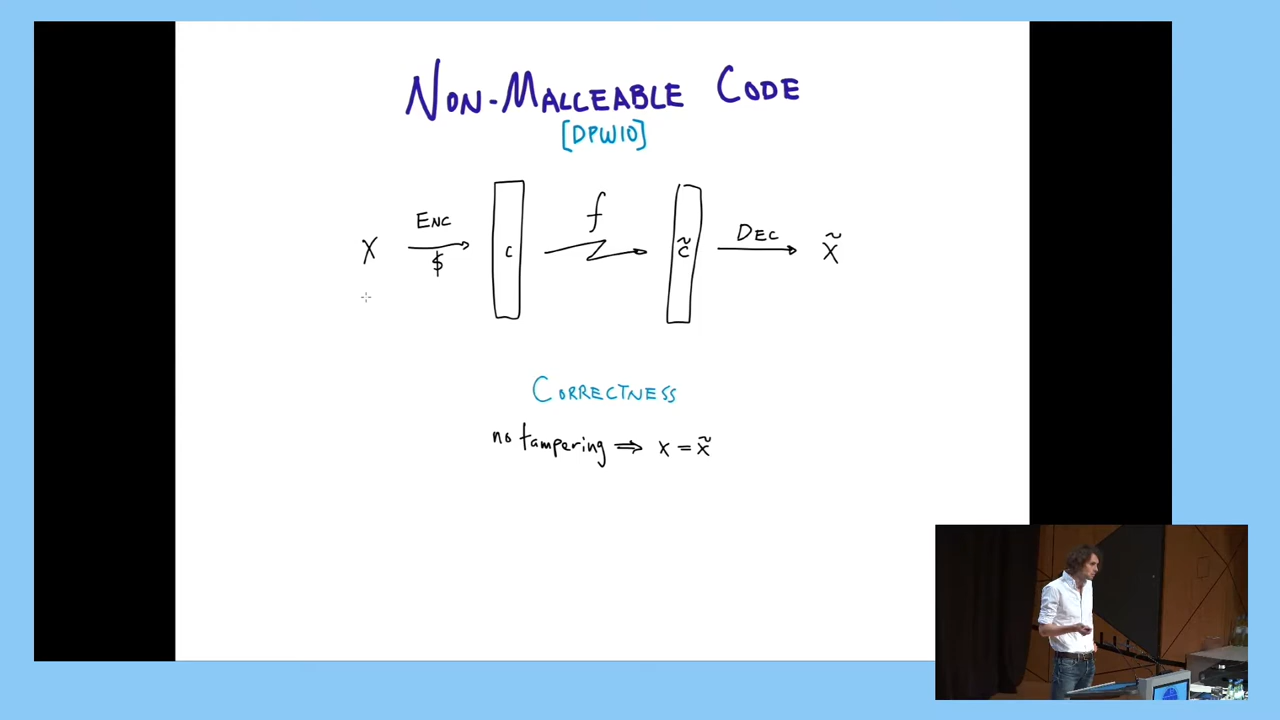 NON-MALLEABLE CODE
[DPW10]
X ENC $ c f c̃ DEC x̃
CORRECTNESS
no tampering ⇒ x = x̃